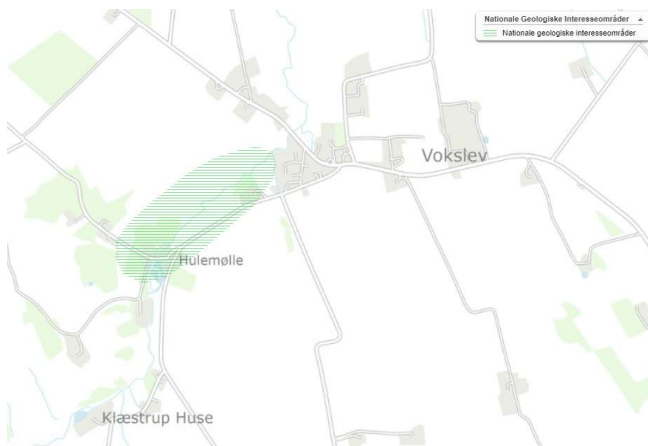 Nationale Geologiske Interesseområder
Nationale geologiske interesseområder
Vokslev
Hulemølle
Klæstrup Huse